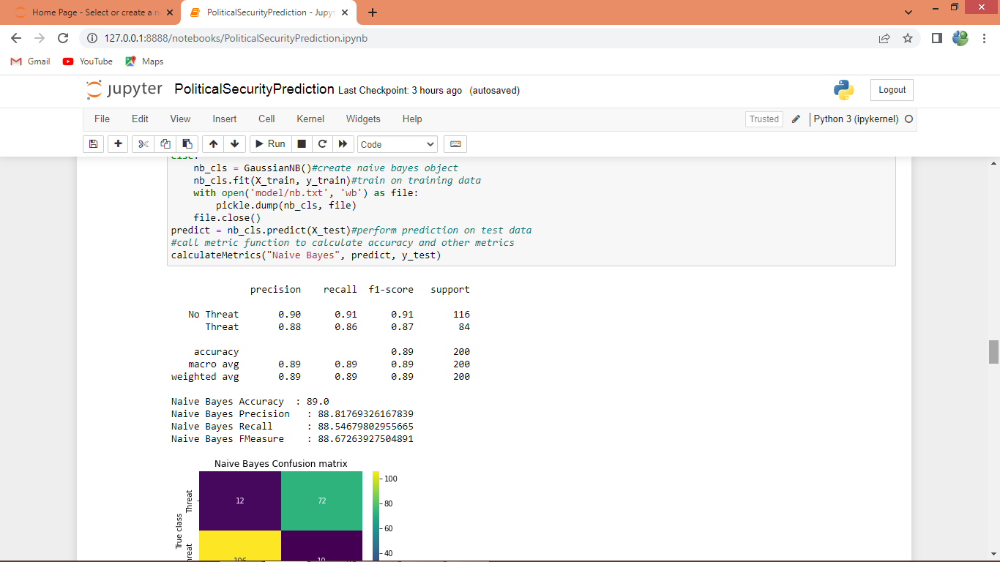 Home Page - Select or create a n
PoliticalSecurityPrediction - Jupyt
127.0.0.1:8888/notebooks/PoliticalSecurityPrediction.ipynb
Gmail YouTube Maps
jupyter PoliticalSecurityPrediction Last Checkpoint: 3 hours ago (autosaved)
Logout
File Edit View Insert Cell Kernel Widgets Help
Trusted Python 3 (ipykernel)
Run Code
else:
    nb_cls = GaussianNB()#create naive bayes object
    nb_cls.fit(X_train, y_train)#train on training data
    with open('model/nb.txt', 'wb') as file:
        pickle.dump(nb_cls, file)
    file.close()
predict = nb_cls.predict(X_test)#perform prediction on test data
#call metric function to calculate accuracy and other metrics
calculateMetrics("Naive Bayes", predict, y_test)
precision recall f1-score support
No Threat 0.90 0.91 0.91 116
Threat 0.88 0.86 0.87 84
accuracy 0.89 200
macro avg 0.89 0.89 0.89 200
weighted avg 0.89 0.89 0.89 200
Naive Bayes Accuracy : 89.0
Naive Bayes Precision : 88.81769326167839
Naive Bayes Recall : 88.54679802955665
Naive Bayes FMeasure : 88.67263927504891
Naive Bayes Confusion matrix
True class
Threat
12 72
106 10
100
80
60
40